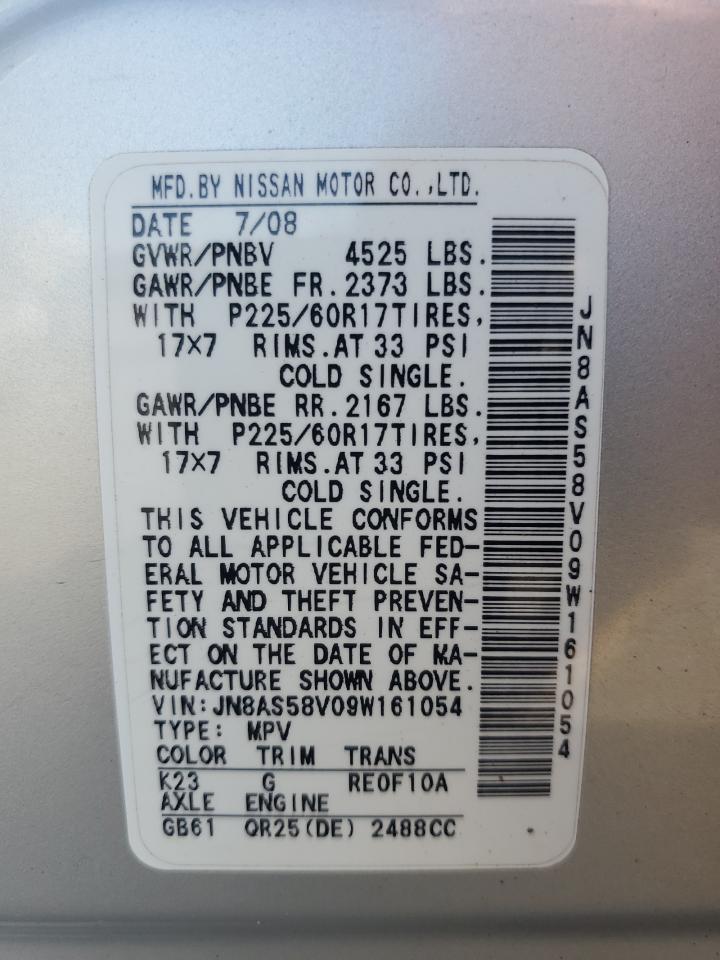 MFD.BY NISSAN MOTOR CO.,LTD.
DATE 7/08
GVWR/PNBV 4525 LBS.
GAWR/PNBE FR.2373 LBS.
WITH P225/60R17TIRES,
17X7 RIMS.AT 33 PSI
COLD SINGLE.
GAWR/PNBE RR.2167 LBS.
WITH P225/60R17TIRES,
17X7 RIMS.AT 33 PSI
COLD SINGLE.
THIS VEHICLE CONFORMS
TO ALL APPLICABLE FED-
ERAL MOTOR VEHICLE SA-
FETY AND THEFT PREVEN-
TION STANDARDS IN EFF-
ECT ON THE DATE OF MA-
NUFACTURE SHOWN ABOVE.
VIN:JN8AS58V09W161054
TYPE: MPV
COLOR TRIM TRANS
K23 G RE0F10A
AXLE ENGINE
GB61 QR25(DE) 2488CC
JN8AS58V09W161054